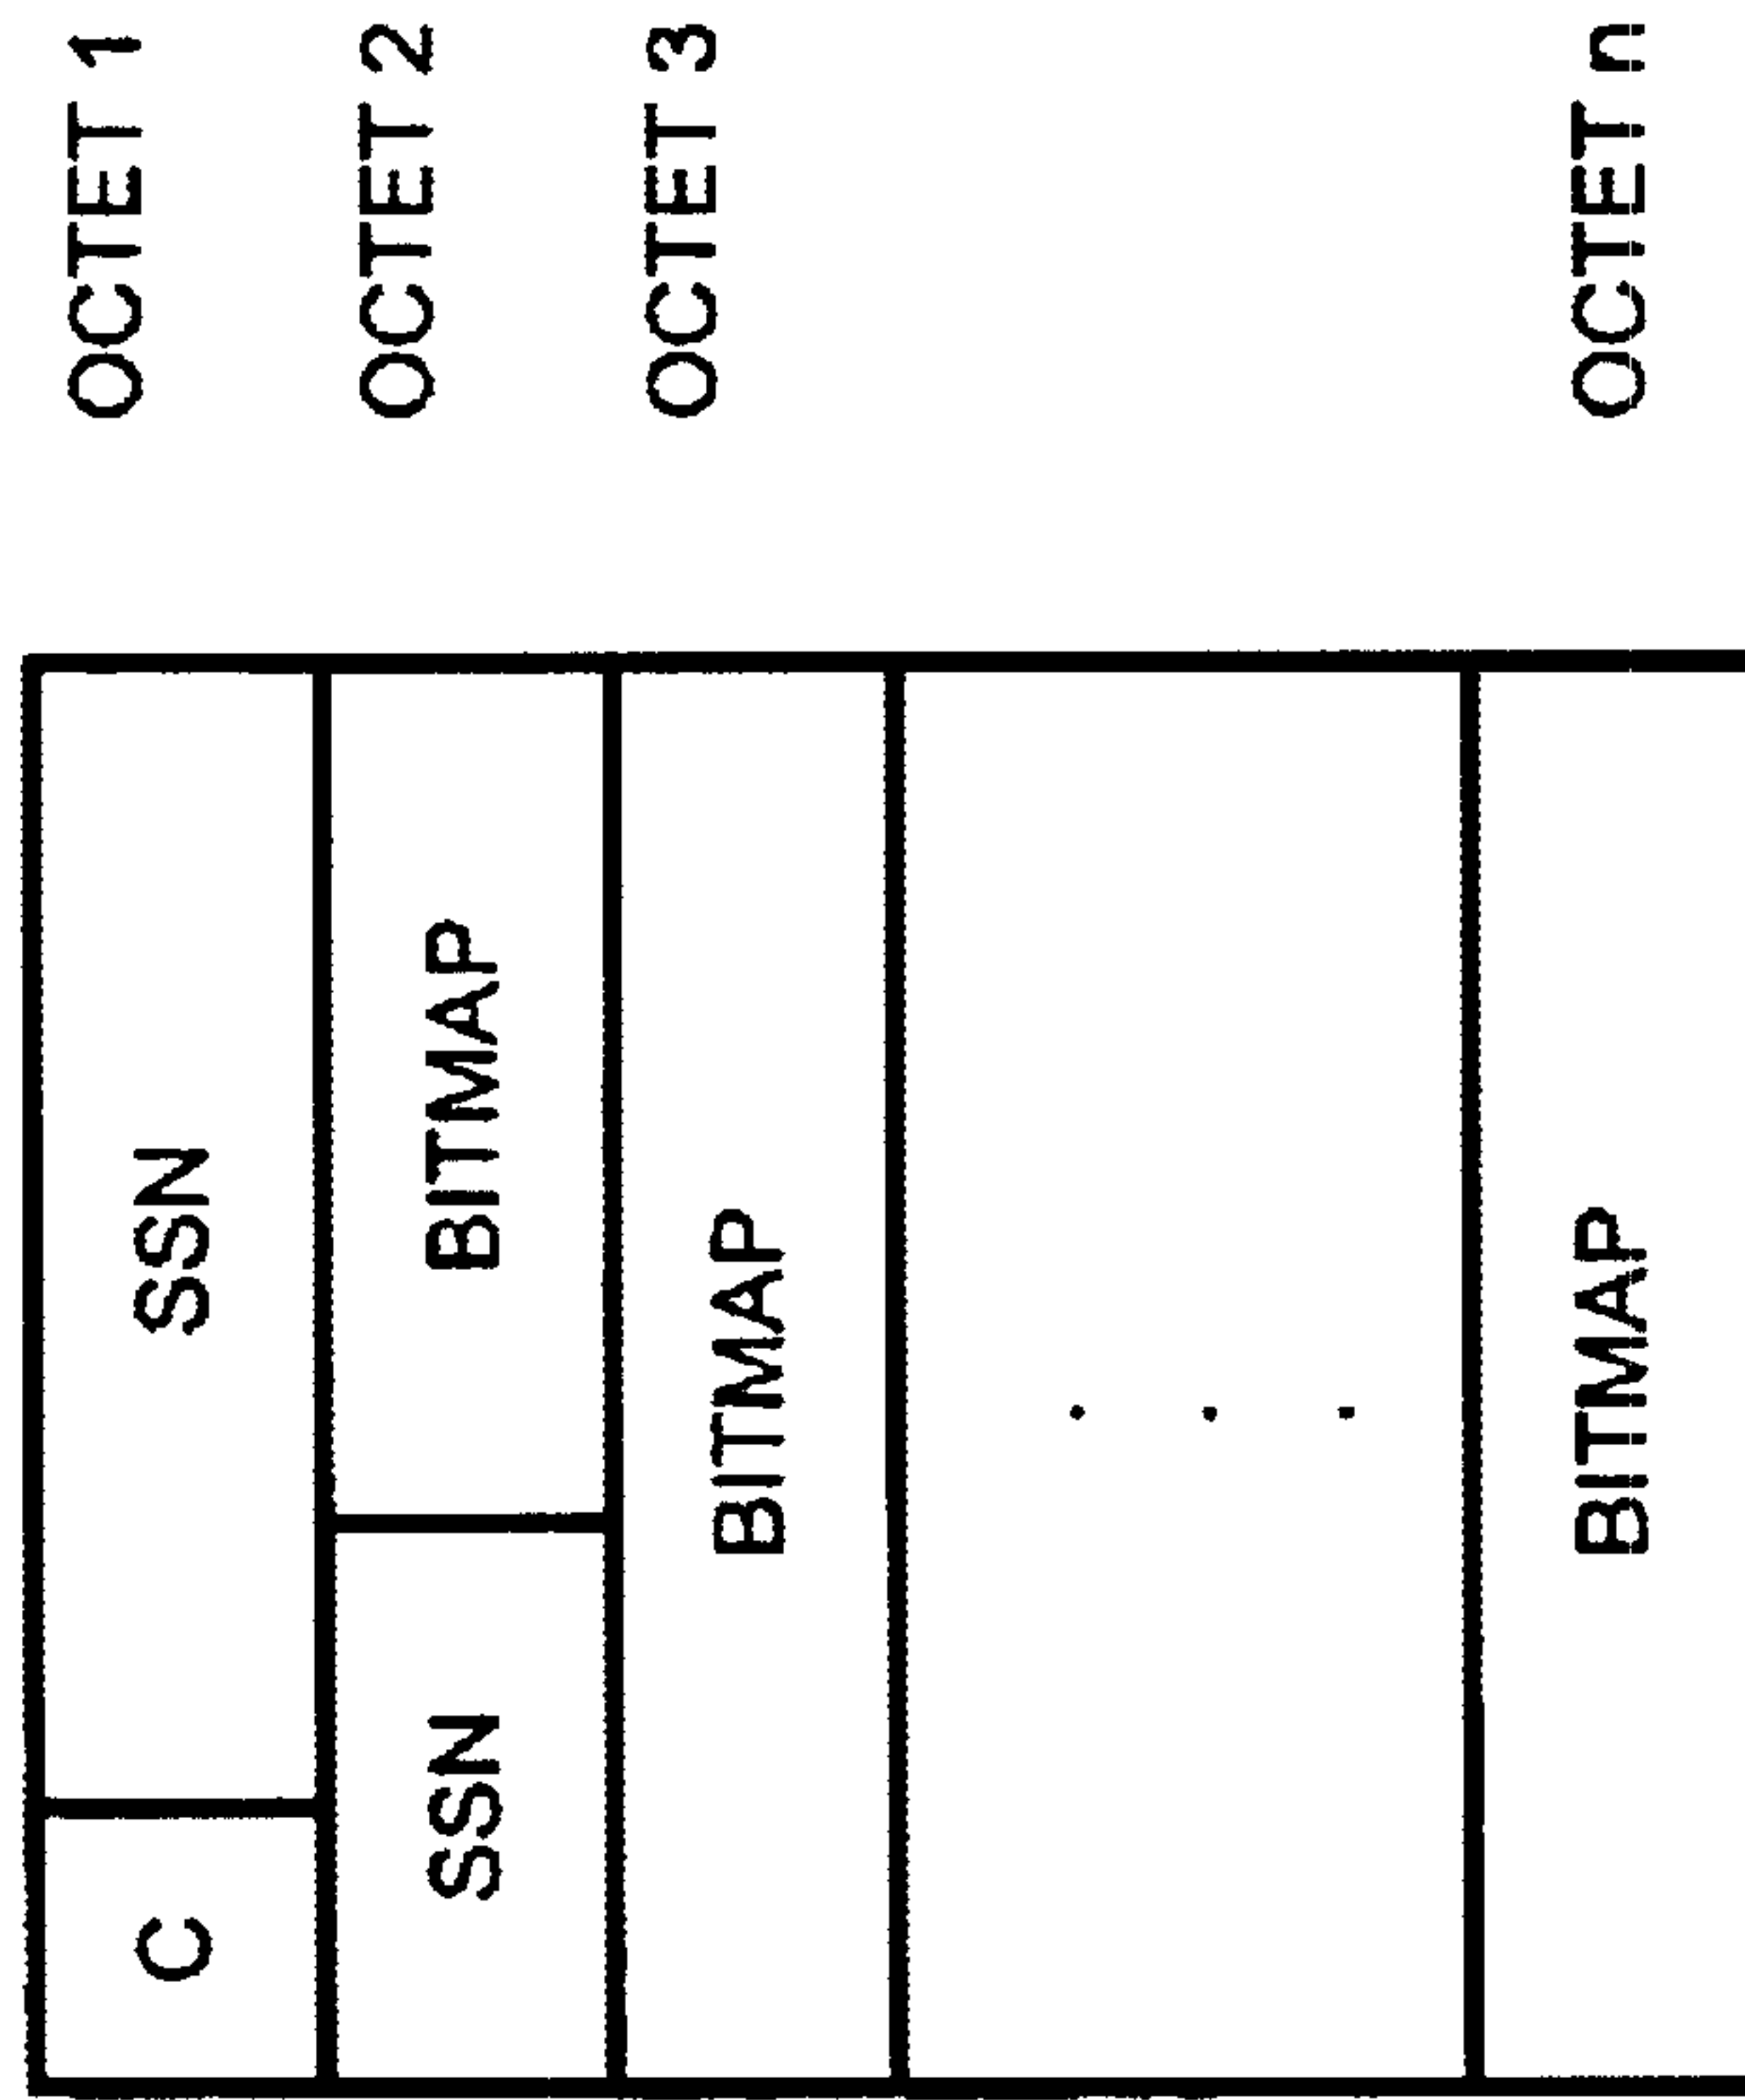 C SSN OCTET 1
SSN BITMAP OCTET 2
BITMAP OCTET 3
. . .
BITMAP OCTET n